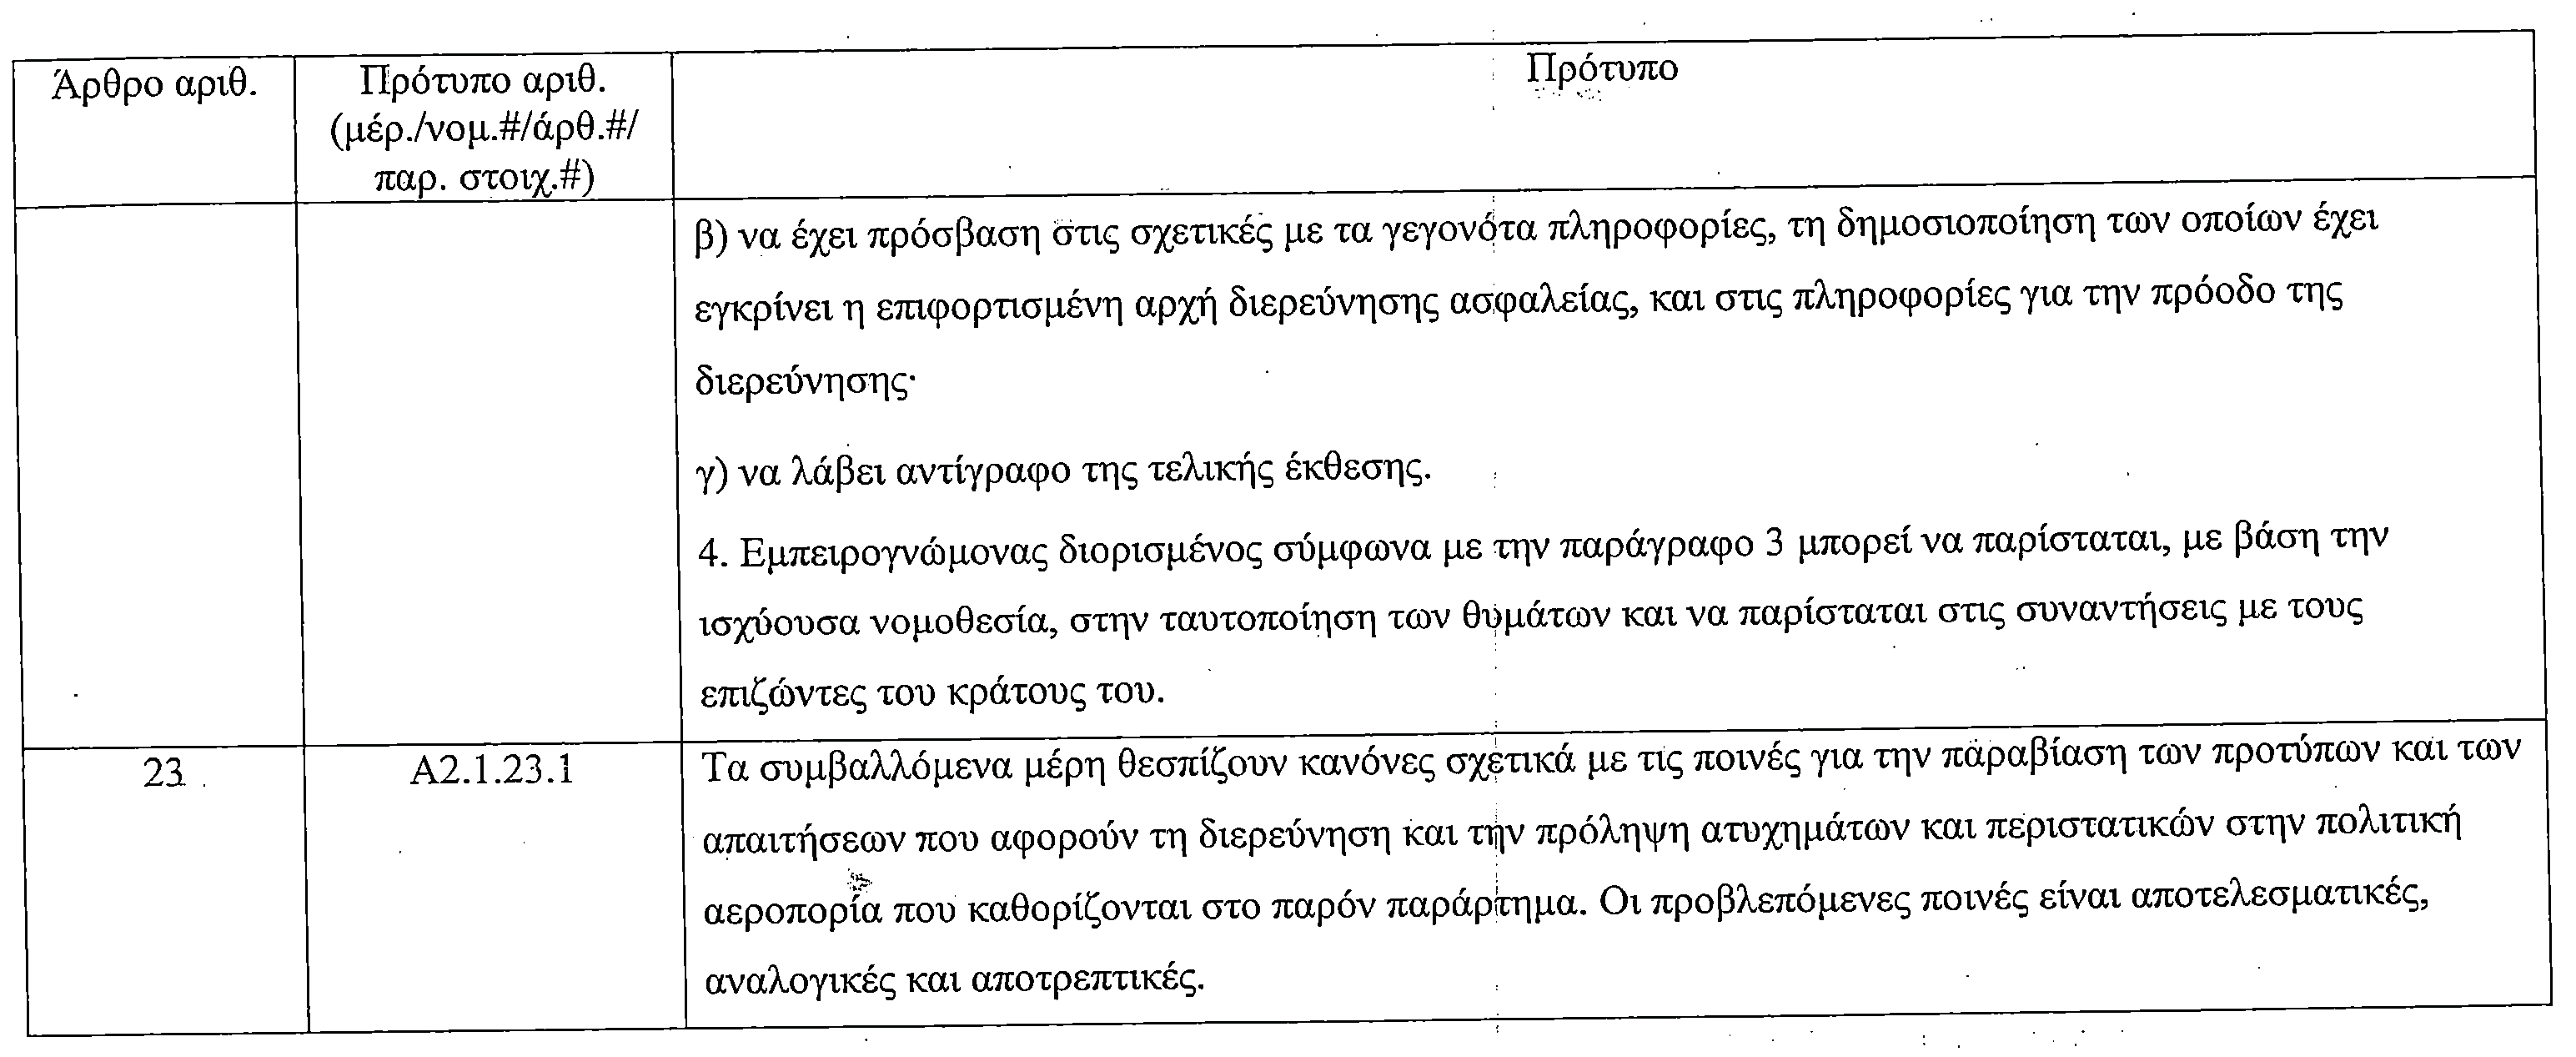 Άρθρο αριθ.
Πρότυπο αριθ.
(μέρ./νομ.#/άρθ.#/
παρ. στοιχ.#)
Πρότυπο
β) να έχει πρόσβαση στις σχετικές με τα γεγονότα πληροφορίες, τη δημοσιοποίηση των οποίων έχει
εγκρίνει η επιφορτισμένη αρχή διερεύνησης ασφαλείας, και στις πληροφορίες για την πρόοδο της
διερεύνησης·
γ) να λάβει αντίγραφο της τελικής έκθεσης.
4. Εμπειρογνώμονας διορισμένος σύμφωνα με την παράγραφο 3 μπορεί να παρίσταται, με βάση την
ισχύουσα νομοθεσία, στην ταυτοποίηση των θυμάτων και να παρίσταται στις συναντήσεις με τους
επιζώντες του κράτους του.
23
A2.1.23.1
Τα συμβαλλόμενα μέρη θεσπίζουν κανόνες σχετικά με τις ποινές για την παραβίαση των προτύπων και των
απαιτήσεων που αφορούν τη διερεύνηση και την πρόληψη ατυχημάτων και περιστατικών στην πολιτική
αεροπορία που καθορίζονται στο παρόν παράρτημα. Οι προβλεπόμενες ποινές είναι αποτελεσματικές,
αναλογικές και αποτρεπτικές.